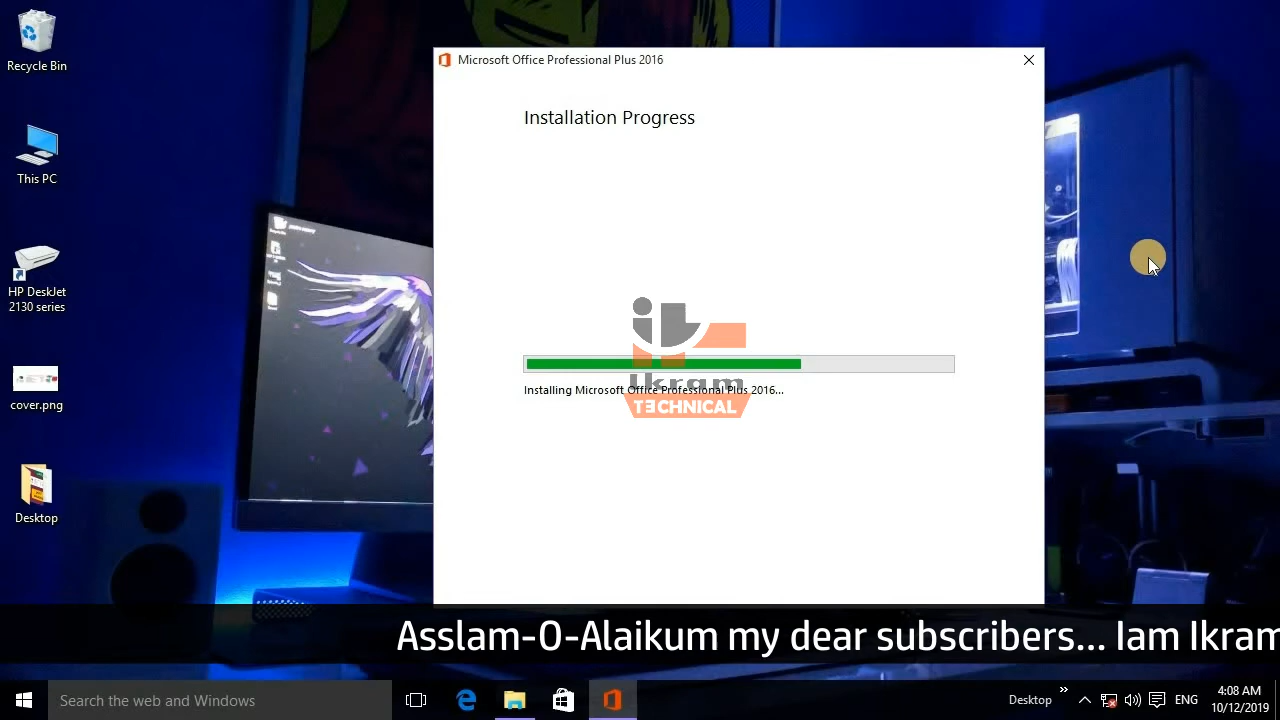 Recycle Bin
This PC
HP DeskJet
2130 series
cover.png
Desktop
Microsoft Office Professional Plus 2016
Installation Progress
Installing Microsoft Office Professional Plus 2016...
Ikram
TECHNICAL
Asslam-O-Alaikum my dear subscribers... Iam Ikram
Search the web and Windows
Desktop
ENG
4:08 AM
10/12/2019